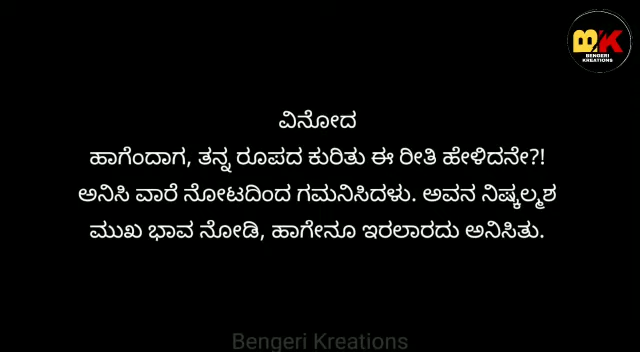 BK
BENGERI
KREATIONS
ವಿನೋದ
ಹಾಗೆಂದಾಗ, ತನ್ನ ರೂಪದ ಕುರಿತು ಈ ರೀತಿ ಹೇಳಿದನೇ?!
ಅನಿಸಿ ವಾರೆ ನೋಟದಿಂದ ಗಮನಿಸಿದಳು. ಅವನ ನಿಷ್ಕಲ್ಮಶ
ಮುಖ ಭಾವ ನೋಡಿ, ಹಾಗೇನೂ ಇರಲಾರದು ಅನಿಸಿತು.
Bengeri Kreations